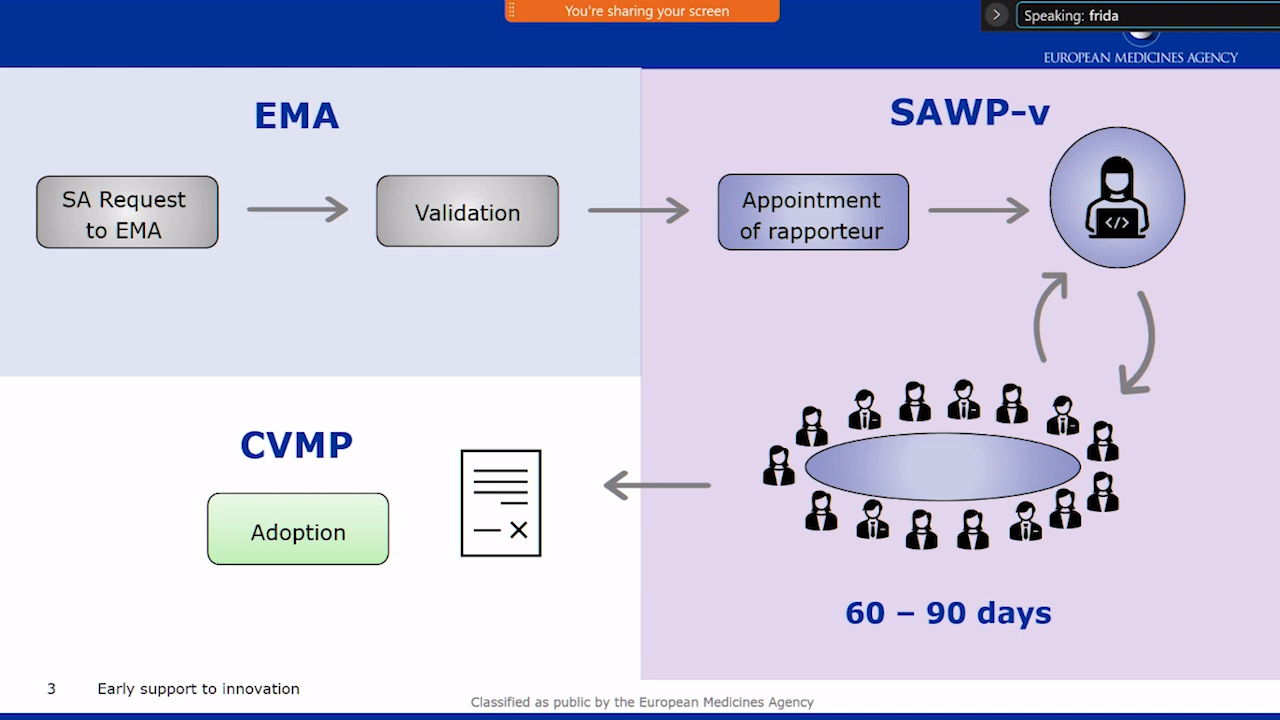 You're sharing your screen
Speaking: frida
EUROPEAN MEDICINES AGENCY
EMA
SA Request
to EMA
Validation
SAWP-v
Appointment
of rapporteur
</>
60 – 90 days
CVMP
Adoption
3 Early support to innovation
Classified as public by the European Medicines Agency